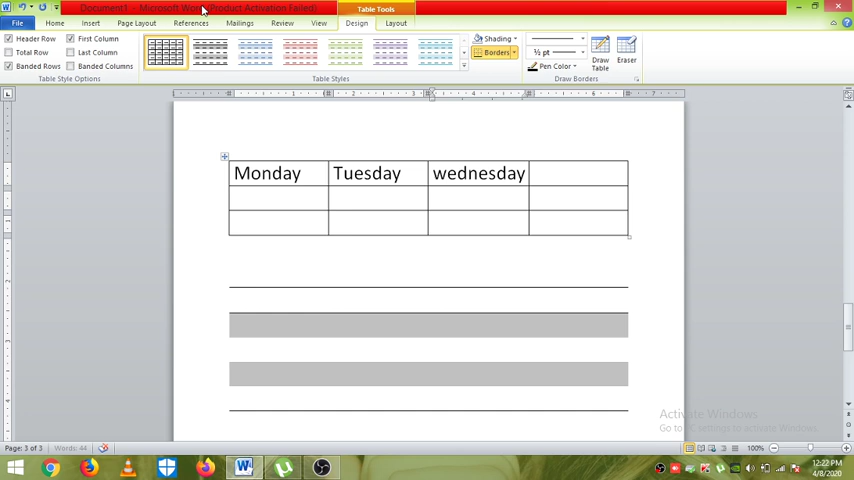 Document1 - Microsoft Word (Product Activation Failed)
Table Tools
File Home Insert Page Layout References Mailings Review View Design Layout
Header Row First Column
Total Row Last Column
Banded Rows Banded Columns
Table Style Options
Table Styles
Shading
Borders
½ pt
Pen Color
Draw Table
Eraser
Draw Borders
Monday Tuesday wednesday
Activate Windows
Go to PC settings to activate Windows.
Page: 3 of 3 Words: 44
100%
12:22 PM
4/8/2020